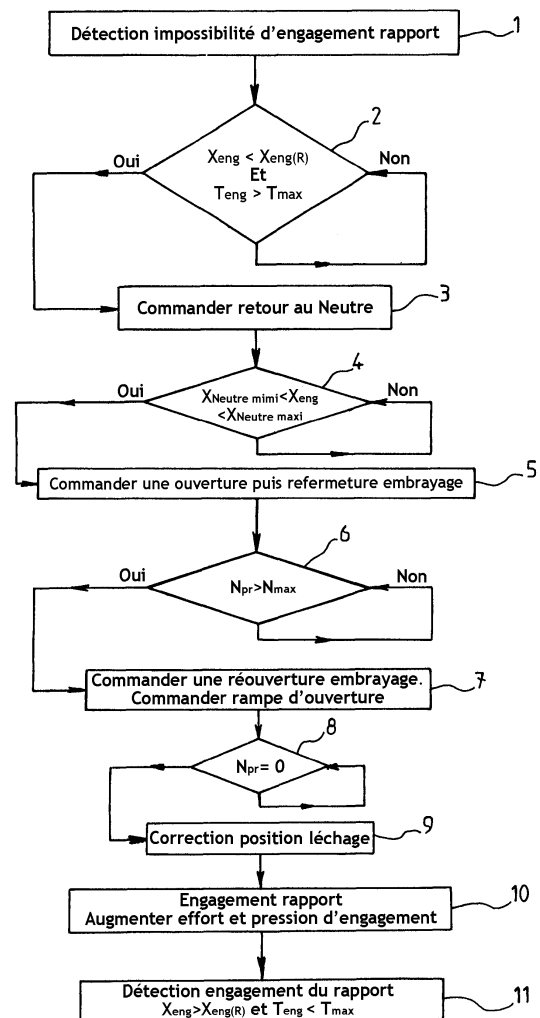 Détection impossibilité d'engagement rapport
1
2
Oui
Xeng < Xeng(R)
Non
Et
Teng > Tmax
Commander retour au Neutre
3
4
Oui
XNeutre mimi<Xeng
Non
<XNeutre maxi
Commander une ouverture puis refermeture embrayage
5
6
Oui
Npr>Nmax
Non
Commander une réouverture embrayage.
Commander rampe d'ouverture
7
8
Npr= 0
Correction position léchage
9
Engagement rapport
Augmenter effort et pression d'engagement
10
Détection engagement du rapport
Xeng>Xeng(R) et Teng < Tmax
11